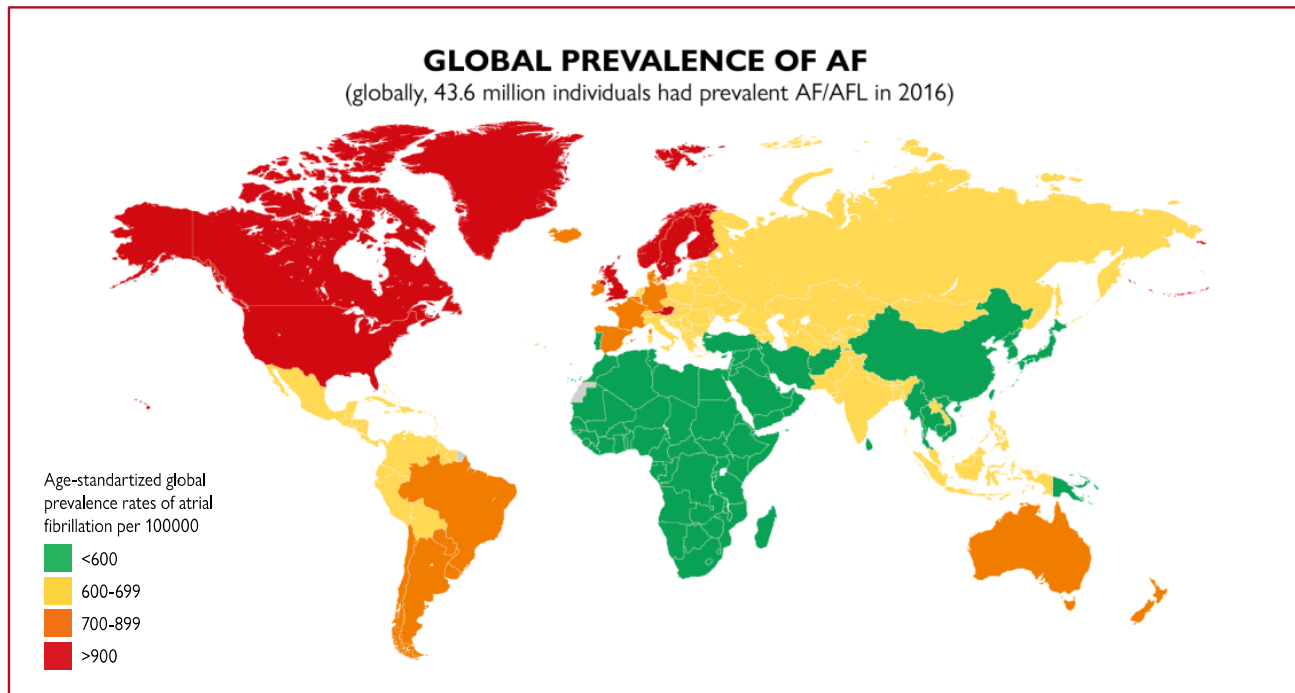 GLOBAL PREVALENCE OF AF
(globally, 43.6 million individuals had prevalent AF/AFL in 2016)
Age-standartized global
prevalence rates of atrial
fibrillation per 100000
<600
600-699
700-899
>900